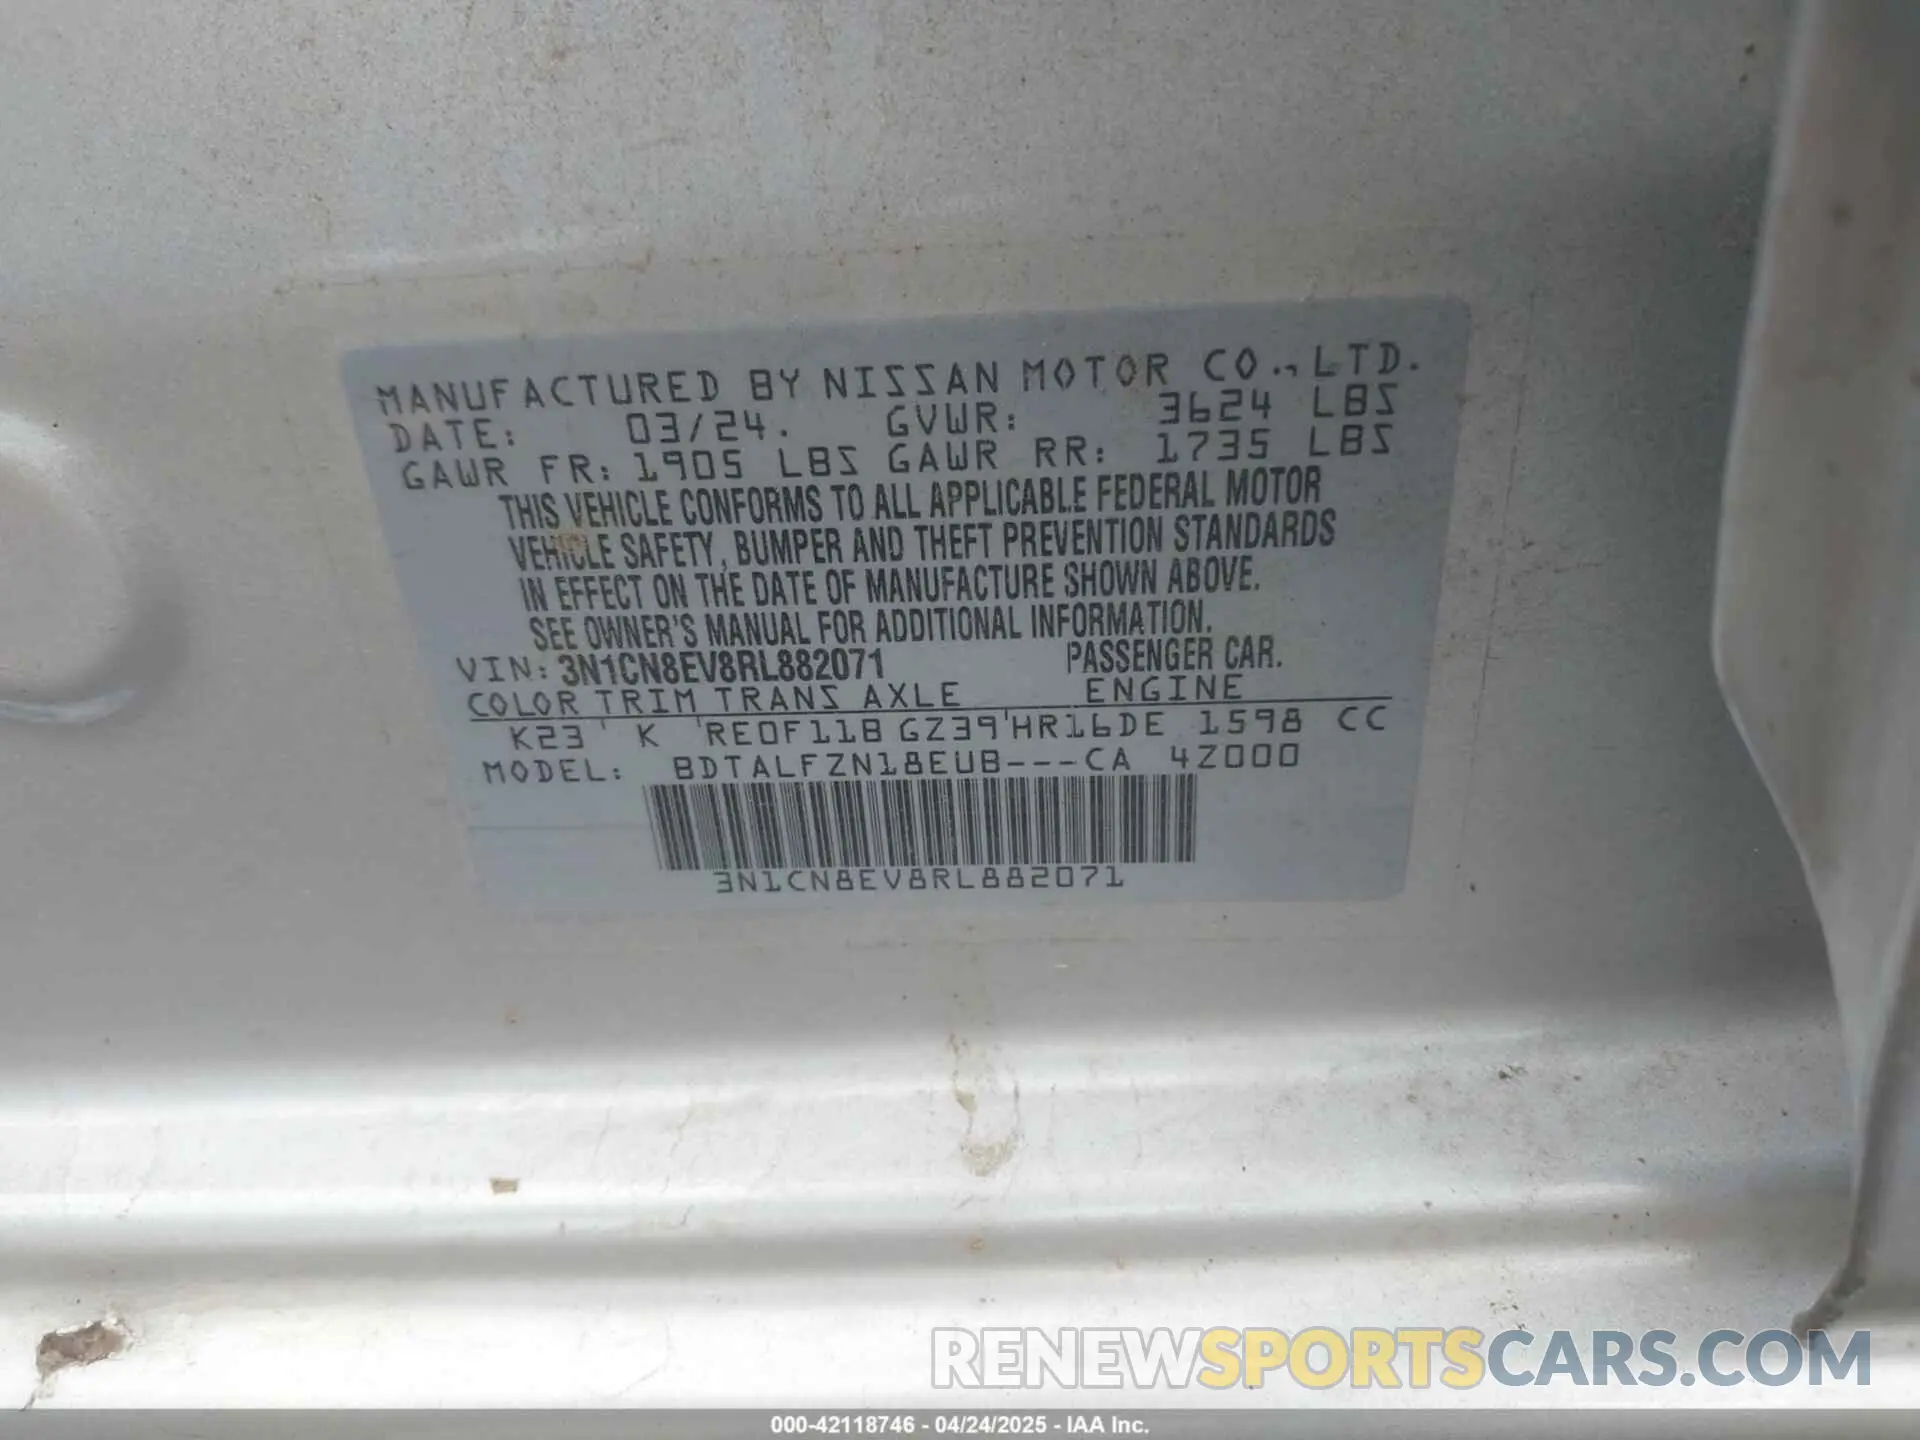 MANUFACTURED BY NISSAN MOTOR CO., LTD.
DATE: 03/24. GVWR: 3624 LBS
GAWR FR: 1905 LBS GAWR RR: 1735 LBS
THIS VEHICLE CONFORMS TO ALL APPLICABLE FEDERAL MOTOR
VEHICLE SAFETY, BUMPER AND THEFT PREVENTION STANDARDS
IN EFFECT ON THE DATE OF MANUFACTURE SHOWN ABOVE.
SEE OWNER'S MANUAL FOR ADDITIONAL INFORMATION.
VIN: 3N1CN8EV8RL882071 PASSENGER CAR.
COLOR TRIM TRANS AXLE ENGINE
K23 ' K 'RE0F11B GZ39'HR16DE 1598 CC
MODEL: BDTALFZN18EUB---CA 4Z000
3N1CN8EV8RL882071
RENEWSPORTSCARS.COM
000-42118746 - 04/24/2025 - IAA Inc.